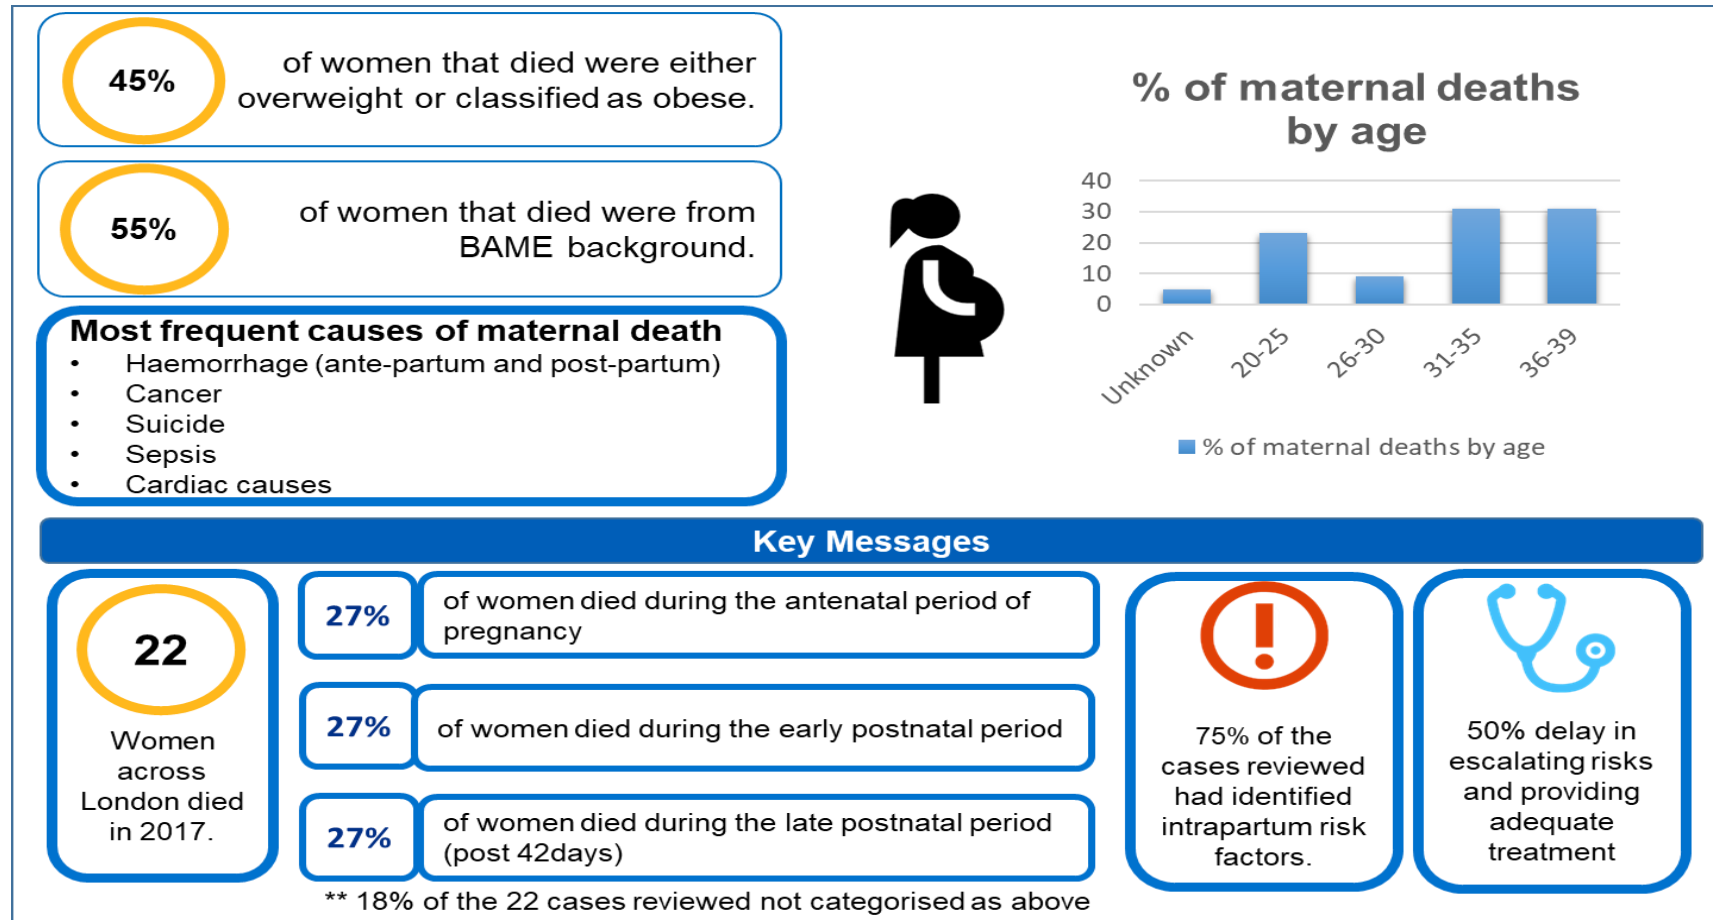 45%
of women that died were either
overweight or classified as obese.
55%
of women that died were from
BAME background.
Most frequent causes of maternal death
• Haemorrhage (ante-partum and post-partum)
• Cancer
• Suicide
• Sepsis
• Cardiac causes
% of maternal deaths
by age
40
30
20
10
0
Unknown
20-25
26-30
31-35
36-39
% of maternal deaths by age
Key Messages
22
Women
across
London died
in 2017.
27%
of women died during the antenatal period of
pregnancy
27%
of women died during the early postnatal period
27%
of women died during the late postnatal period
(post 42days)
** 18% of the 22 cases reviewed not categorised as above
75% of the
cases reviewed
had identified
intrapartum risk
factors.
50% delay in
escalating risks
and providing
adequate
treatment